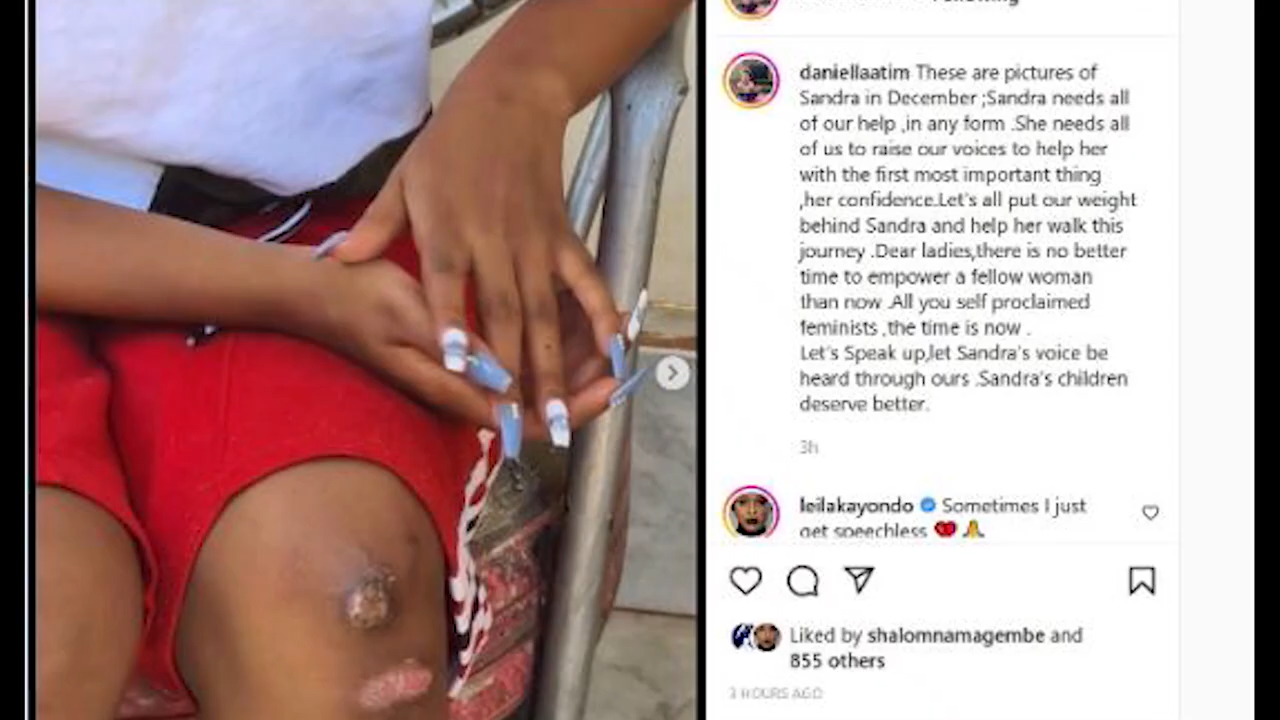 Following
daniellaatim These are pictures of
Sandra in December ;Sandra needs all
of our help ,in any form .She needs all
of us to raise our voices to help her
with the first most important thing
,her confidence.Let's all put our weight
behind Sandra and help her walk this
journey .Dear ladies,there is no better
time to empower a fellow woman
than now .All you self proclaimed
feminists ,the time is now .
Let's Speak up,let Sandra's voice be
heard through ours .Sandra's children
deserve better.
3h
leilakayondo Sometimes I just
get speechless
Liked by shalomnamagembe and
855 others
3 HOURS AGO